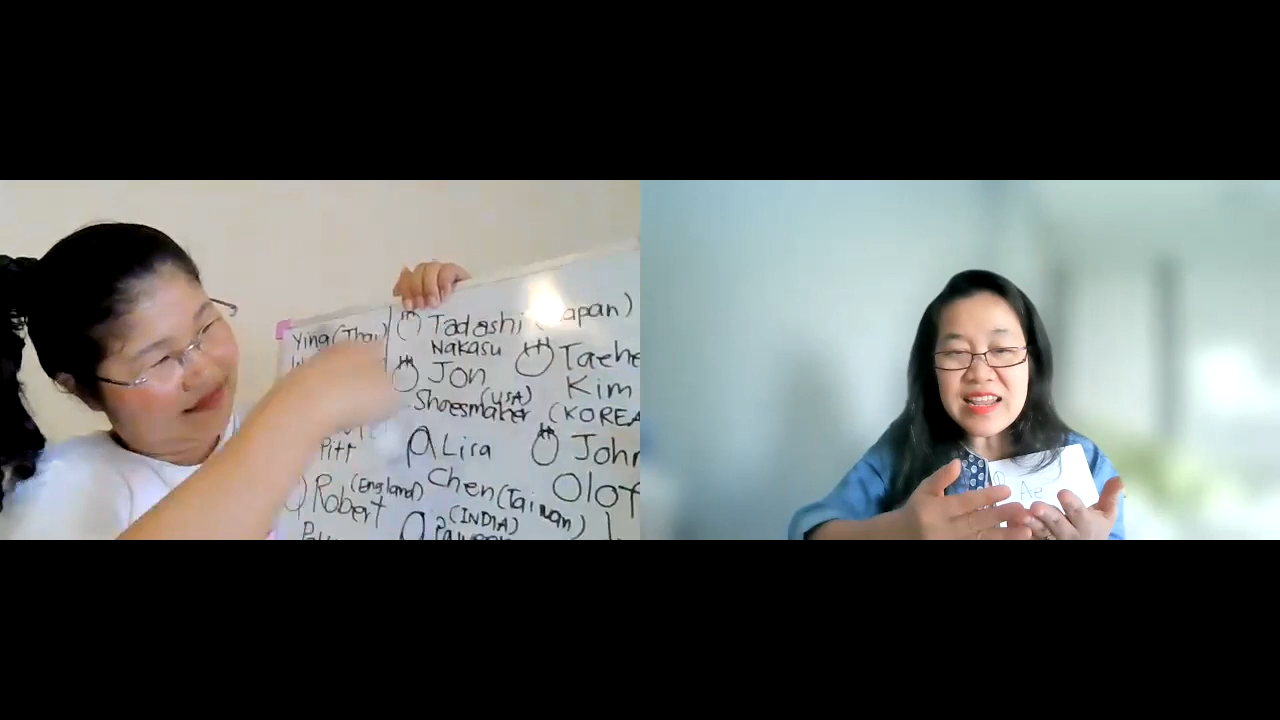 Ying (Thai)
Pitt
Robert (England)
Tadashi (Japan)
Nakasu
Jon
Shoesmaker (USA)
Lira
Chen (Taiwan)
(INDIA)
Taehe
Kim
(KOREA
John
Olof
Ae